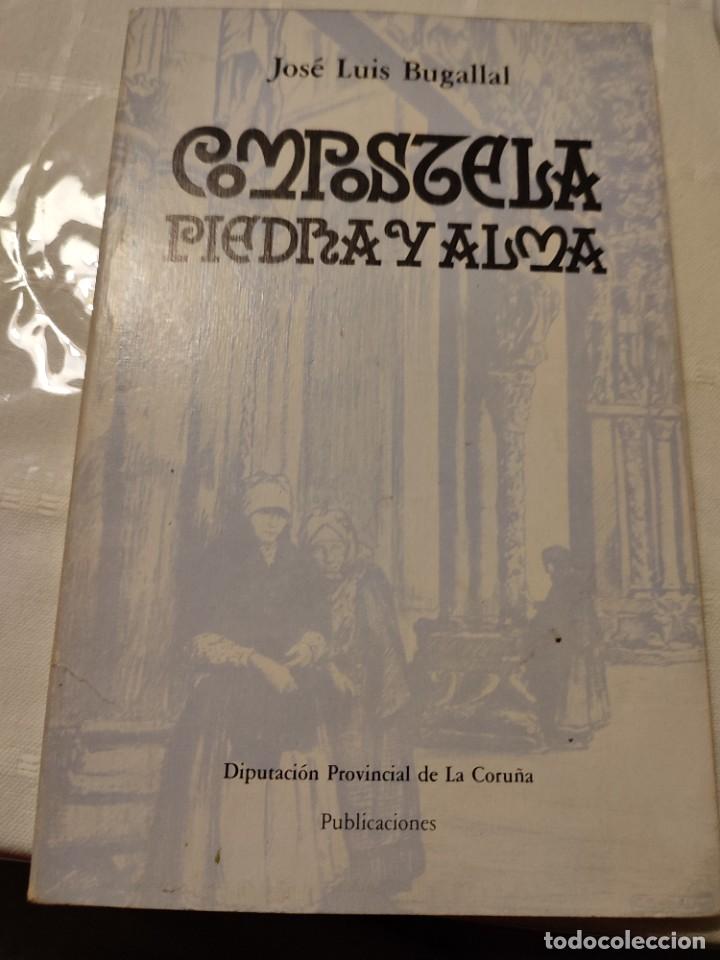 José Luis Bugallal
COMPOSTELA
PIEDRA Y ALMA
Diputación Provincial de La Coruña
Publicaciones
todocoleccion